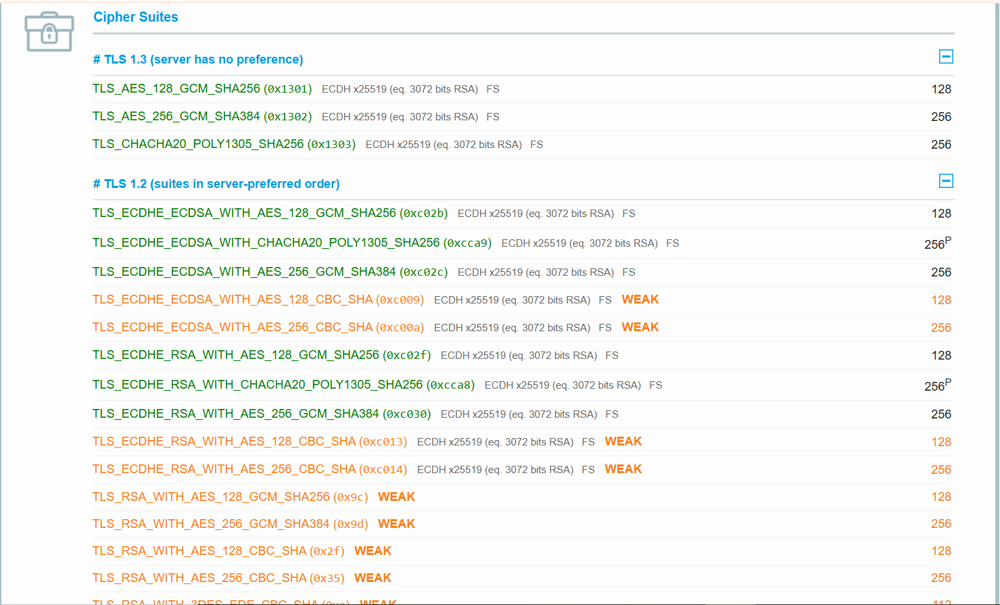 Cipher Suites
# TLS 1.3 (server has no preference)
TLS_AES_128_GCM_SHA256 (0x1301) ECDH x25519 (eq. 3072 bits RSA) FS 128
TLS_AES_256_GCM_SHA384 (0x1302) ECDH x25519 (eq. 3072 bits RSA) FS 256
TLS_CHACHA20_POLY1305_SHA256 (0x1303) ECDH x25519 (eq. 3072 bits RSA) FS 256
# TLS 1.2 (suites in server-preferred order)
TLS_ECDHE_ECDSA_WITH_AES_128_GCM_SHA256 (0xc02b) ECDH x25519 (eq. 3072 bits RSA) FS 128
TLS_ECDHE_ECDSA_WITH_CHACHA20_POLY1305_SHA256 (0xcca9) ECDH x25519 (eq. 3072 bits RSA) FS 256P
TLS_ECDHE_ECDSA_WITH_AES_256_GCM_SHA384 (0xc02c) ECDH x25519 (eq. 3072 bits RSA) FS 256
TLS_ECDHE_ECDSA_WITH_AES_128_CBC_SHA (0xc009) ECDH x25519 (eq. 3072 bits RSA) FS WEAK 128
TLS_ECDHE_ECDSA_WITH_AES_256_CBC_SHA (0xc00a) ECDH x25519 (eq. 3072 bits RSA) FS WEAK 256
TLS_ECDHE_RSA_WITH_AES_128_GCM_SHA256 (0xc02f) ECDH x25519 (eq. 3072 bits RSA) FS 128
TLS_ECDHE_RSA_WITH_CHACHA20_POLY1305_SHA256 (0xcca8) ECDH x25519 (eq. 3072 bits RSA) FS 256P
TLS_ECDHE_RSA_WITH_AES_256_GCM_SHA384 (0xc030) ECDH x25519 (eq. 3072 bits RSA) FS 256
TLS_ECDHE_RSA_WITH_AES_128_CBC_SHA (0xc013) ECDH x25519 (eq. 3072 bits RSA) FS WEAK 128
TLS_ECDHE_RSA_WITH_AES_256_CBC_SHA (0xc014) ECDH x25519 (eq. 3072 bits RSA) FS WEAK 256
TLS_RSA_WITH_AES_128_GCM_SHA256 (0x9c) WEAK 128
TLS_RSA_WITH_AES_256_GCM_SHA384 (0x9d) WEAK 256
TLS_RSA_WITH_AES_128_CBC_SHA (0x2f) WEAK 128
TLS_RSA_WITH_AES_256_CBC_SHA (0x35) WEAK 256
TLS_RSA_WITH_3DES_EDE_CBC_SHA (0xa) WEAK 112